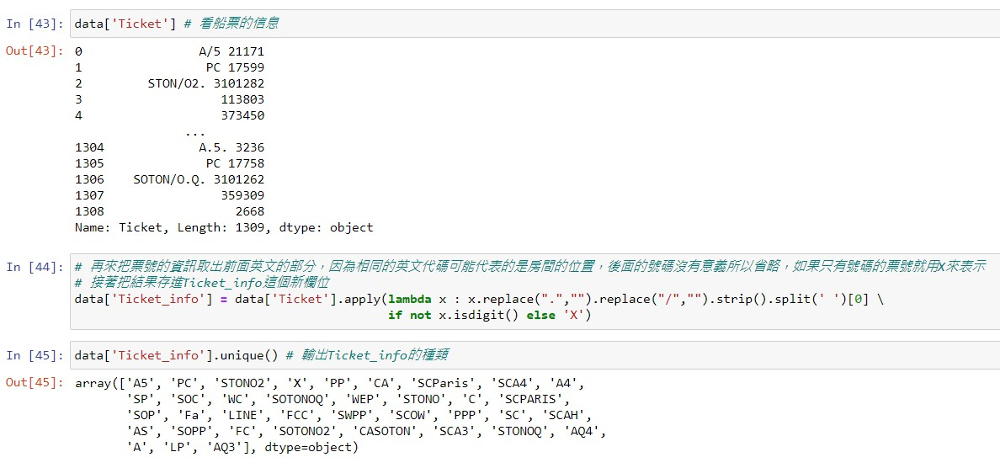 In [43]: data['Ticket'] # 看船票的信息
Out[43]: 0                 A/5 21171
1                  PC 17599
2          STON/O2. 3101282
3                    113803
4                    373450
...
1304              A.5. 3236
1305               PC 17758
1306     SOTON/O.Q. 3101262
1307                 359309
1308                   2668
Name: Ticket, Length: 1309, dtype: object
In [44]: # 再來把票號的資訊取出前面英文的部分，因為相同的英文代碼可能代表的是房間的位置，後面的號碼沒有意義所以省略，如果只有號碼的票號就用X來表示
# 接著把結果存進Ticket_info這個新欄位
data['Ticket_info'] = data['Ticket'].apply(lambda x : x.replace(".","").replace("/","").strip().split(' ')[0] \
if not x.isdigit() else 'X')
In [45]: data['Ticket_info'].unique() # 輸出Ticket_info的種類
Out[45]: array(['A5', 'PC', 'STONO2', 'X', 'PP', 'CA', 'SCParis', 'SCA4', 'A4',
'SP', 'SOC', 'WC', 'SOTONOQ', 'WEP', 'STONO', 'C', 'SCPARIS',
'SOP', 'Fa', 'LINE', 'FCC', 'SWPP', 'SCOW', 'PPP', 'SC', 'SCAH',
'AS', 'SOPP', 'FC', 'SOTONO2', 'CASOTON', 'SCA3', 'STONOQ', 'AQ4',
'A', 'LP', 'AQ3'], dtype=object)